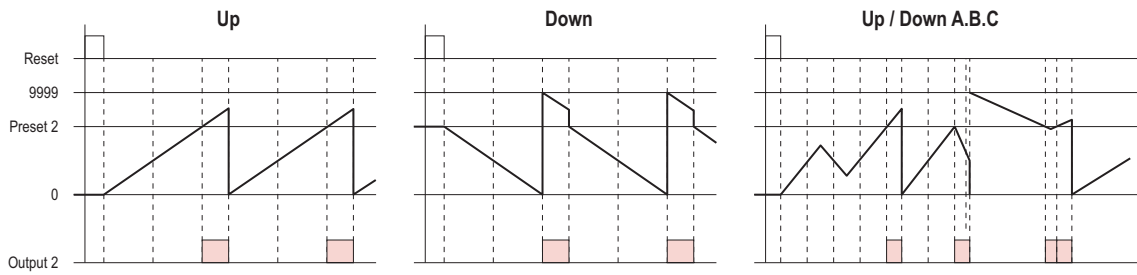 Up
Down
Up / Down A.B.C
Reset
9999
Preset 2
0
Output 2